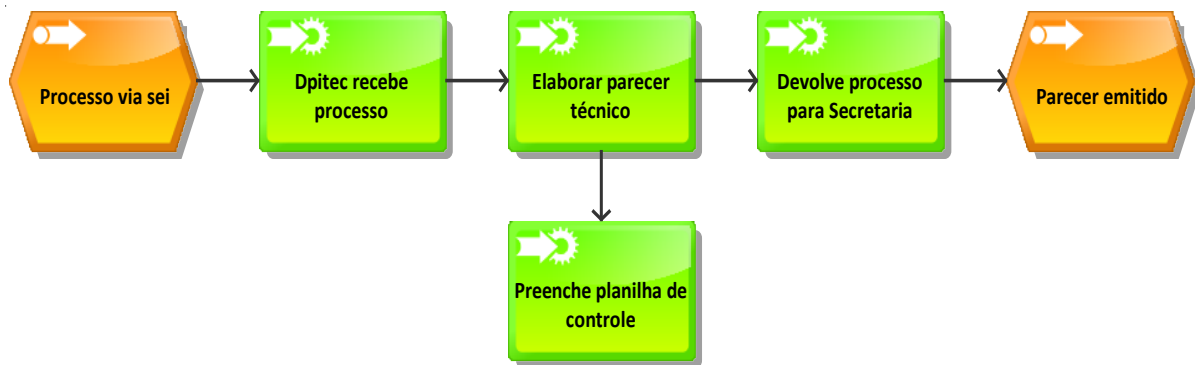 Processo via sei
Dpitec recebe
processo
Elaborar parecer
técnico
Devolve processo
para Secretaria
Parecer emitido
Preenche planilha de
controle